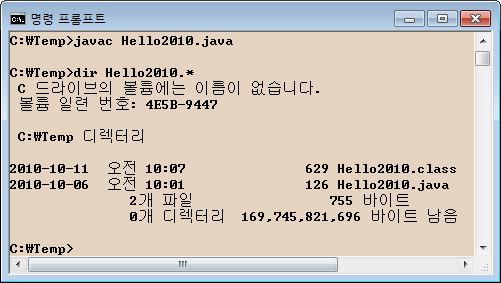 명령 프롬프트
C:\Temp>javac Hello2010.java
C:\Temp>dir Hello2010.*
C 드라이브의 볼륨에는 이름이 없습니다.
볼륨 일련 번호: 4E5B-9447
C:\Temp 디렉터리
2010-10-11 오전 10:07 629 Hello2010.class
2010-10-06 오전 10:01 126 Hello2010.java
2개 파일 755 바이트
0개 디렉터리 169,745,821,696 바이트 남음
C:\Temp>